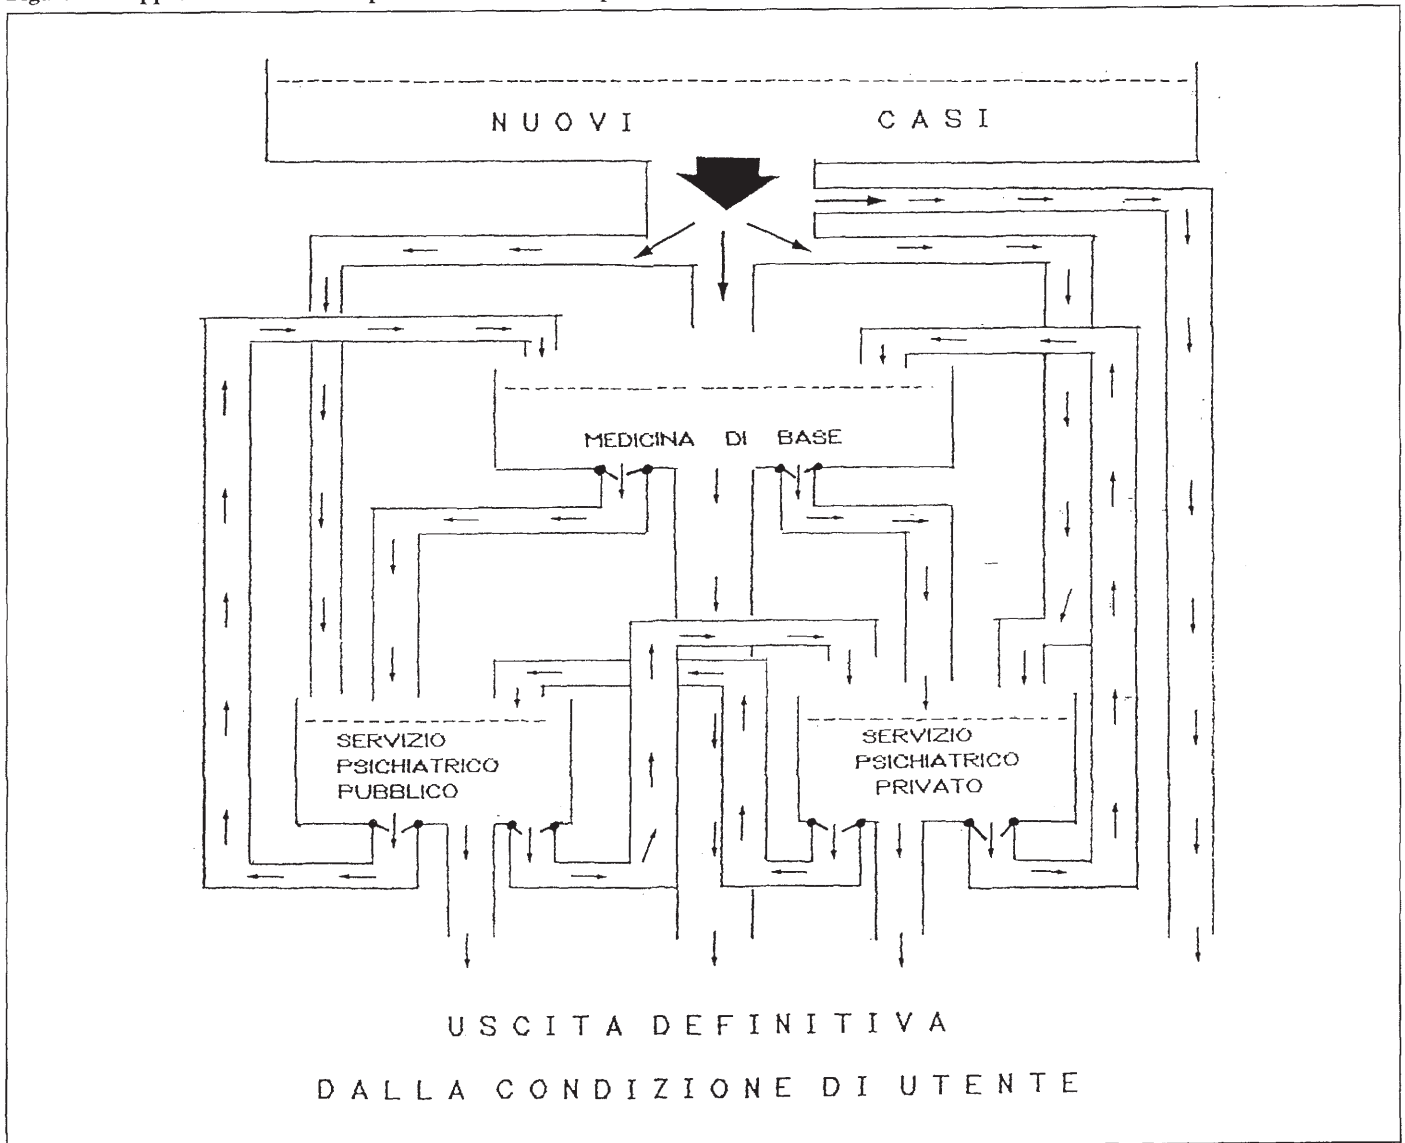 NUOVI CASI
MEDICINA DI BASE
SERVIZIO
PSICHIATRICO
PUBBLICO
SERVIZIO
PSICHIATRICO
PRIVATO
USCITA DEFINITIVA
DALLA CONDIZIONE DI UTENTE